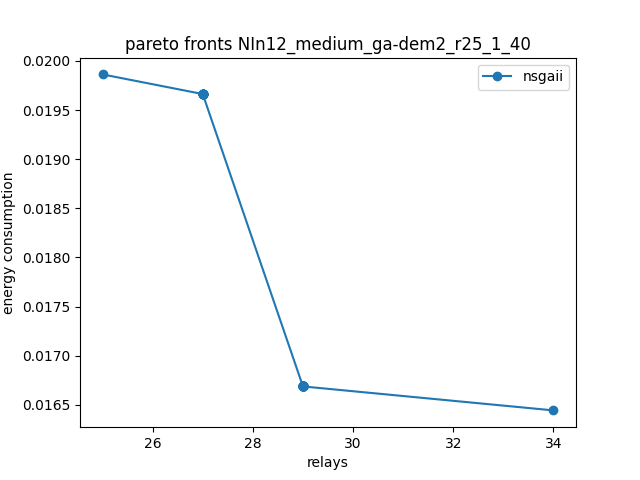 pareto fronts NIn12_medium_ga-dem2_r25_1_40
nsgaii
0.0200
0.0195
0.0190
0.0185
0.0180
0.0175
0.0170
0.0165
energy consumption
26 28 30 32 34
relays